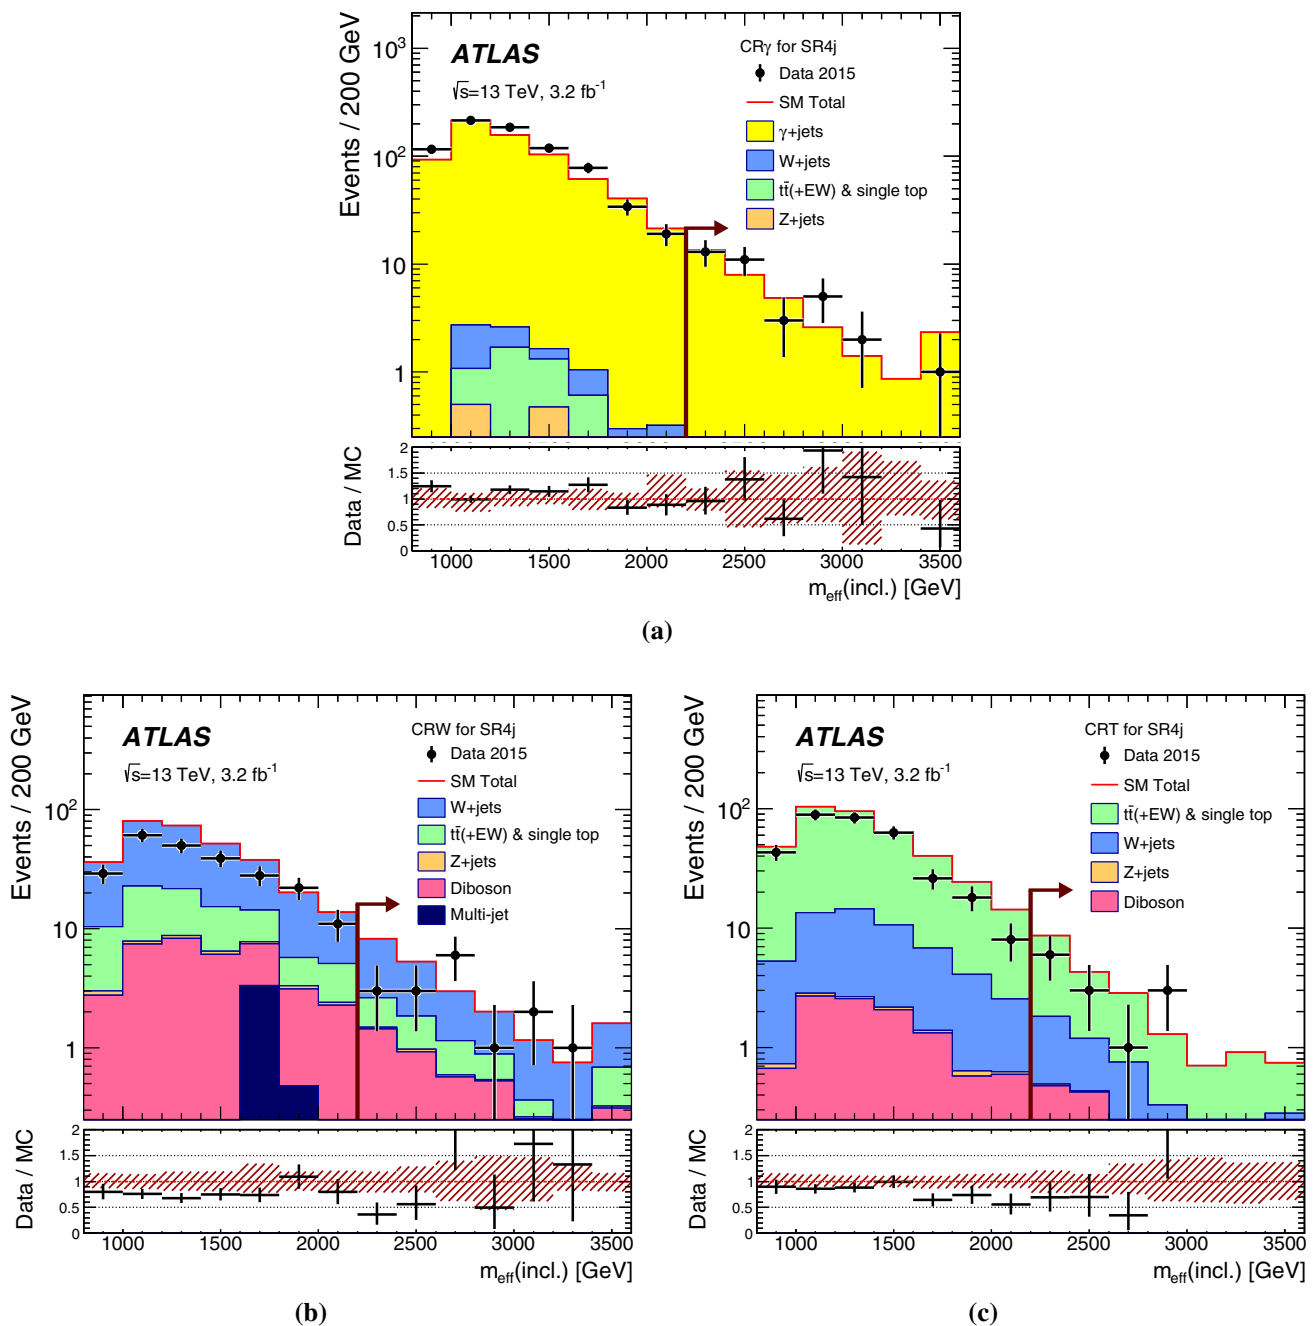 Events / 200 GeV
10³
10²
10
1
ATLAS
√s=13 TeV, 3.2 fb⁻¹
CRγ for SR4j
Data 2015
SM Total
γ+jets
W+jets
tt̄(+EW) & single top
Z+jets
Data / MC
2
1.5
1
0.5
0
1000 1500 2000 2500 3000 3500
m_eff(incl.) [GeV]
(a)
Events / 200 GeV
10²
10
1
ATLAS
√s=13 TeV, 3.2 fb⁻¹
CRW for SR4j
Data 2015
SM Total
W+jets
tt̄(+EW) & single top
Z+jets
Diboson
Multi-jet
Data / MC
2
1.5
1
0.5
0
1000 1500 2000 2500 3000 3500
m_eff(incl.) [GeV]
(b)
Events / 200 GeV
10²
10
1
ATLAS
√s=13 TeV, 3.2 fb⁻¹
CRT for SR4j
Data 2015
SM Total
tt̄(+EW) & single top
W+jets
Z+jets
Diboson
Data / MC
2
1.5
1
0.5
0
1000 1500 2000 2500 3000 3500
m_eff(incl.) [GeV]
(c)